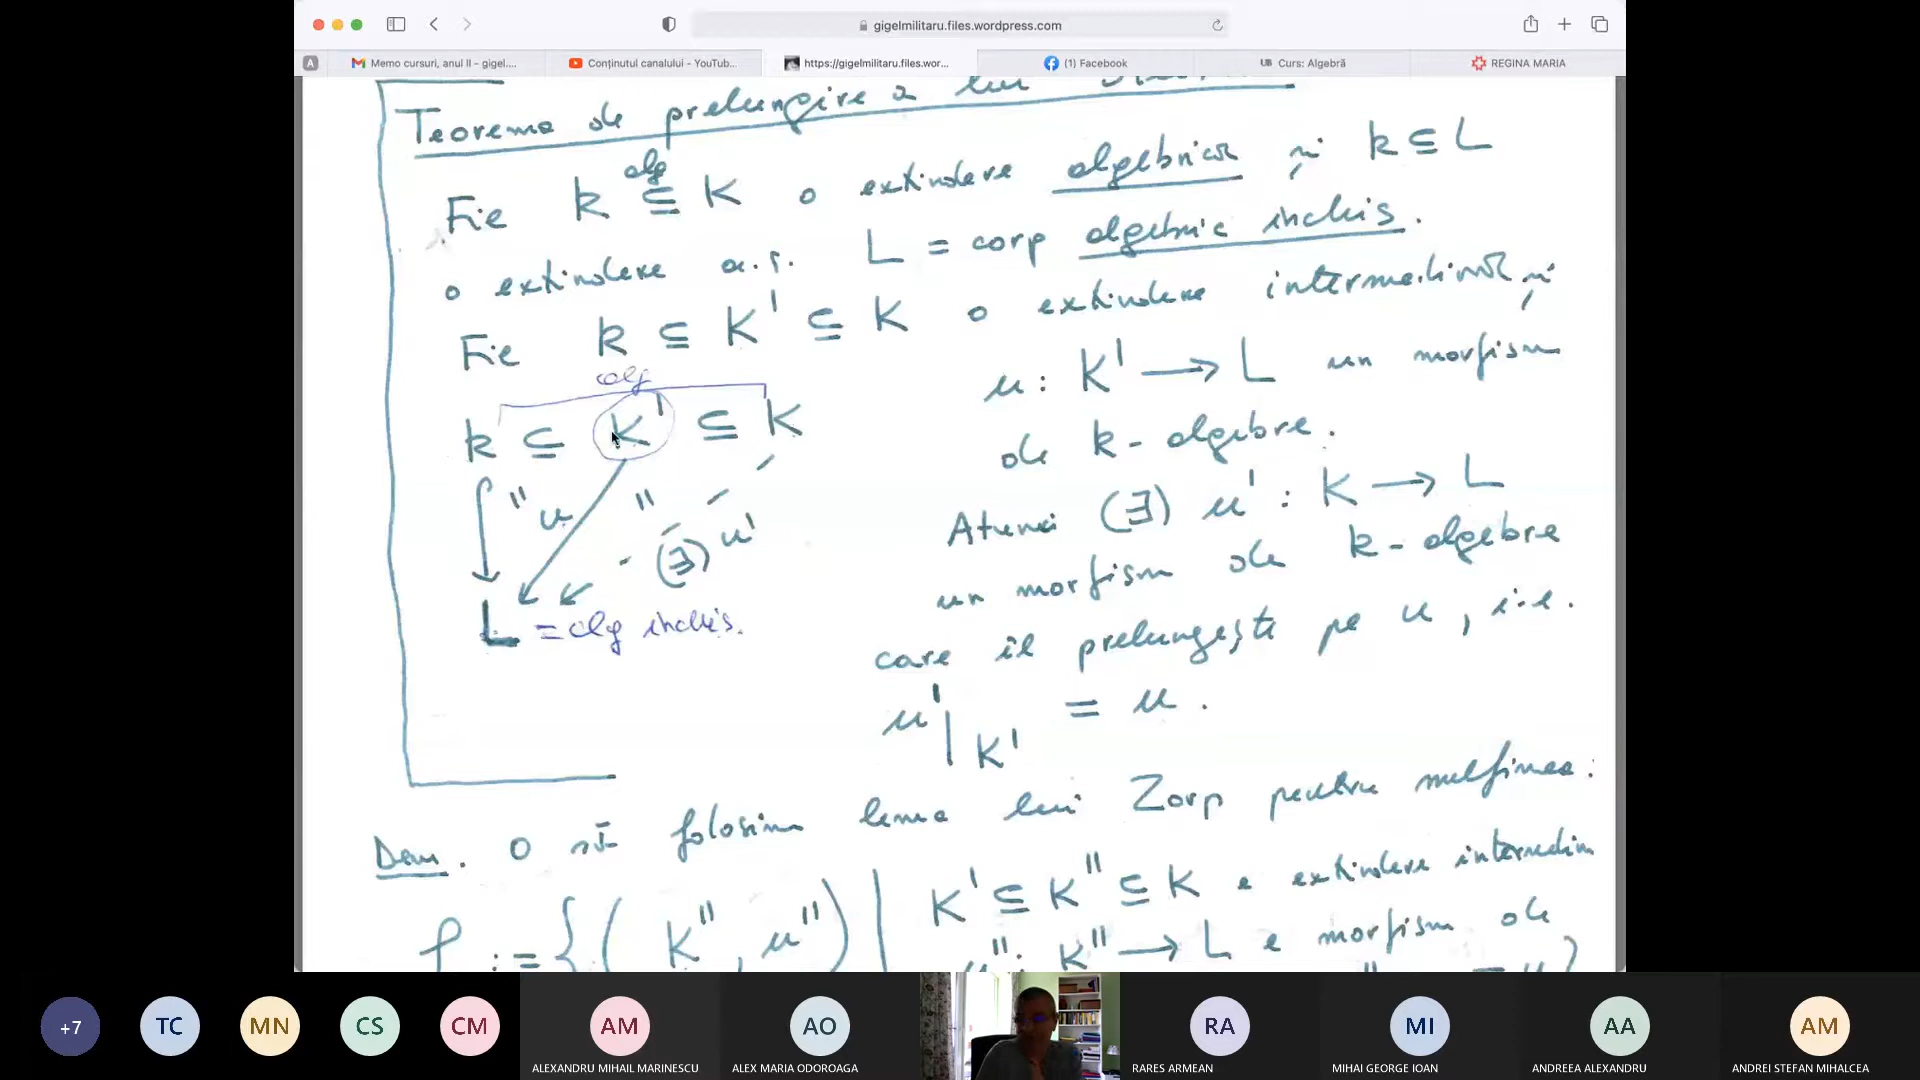 gigelmilitaru.files.wordpress.com
A
Memo cursuri, anul II - gigel....
Conținutul canalului - YouTub...
https://gigelmilitaru.files.wor...
(1) Facebook
UB Curs: Algebră
REGINA MARIA
Teorema de prelungire a lui
Fie k ⊆ K o extindere algebrică și k ⊆ L
alg
o extindere a.î. L = corp algebric închis.
Fie k ⊆ K' ⊆ K o extindere intermediară și
u : K' → L un morfism
de k-algebre.
alg
k ⊆ K' ⊆ K
" u " (∃) u'
L = alg închis.
Atunci (∃) u' : K → L
un morfism de k-algebre
care îl prelungește pe u, i.e.
u'|K' = u.
Dem. O să folosim lema lui Zorn pentru mulțimea:
P := {(K'', u'') | K' ⊆ K'' ⊆ K e extindere intermediar
u'' : K'' → L e morfism de
+7
TC
MN
CS
CM
AM
AO
RA
MI
AA
AM
ALEXANDRU MIHAIL MARINESCU
ALEX MARIA ODOROAGA
RARES ARMEAN
MIHAI GEORGE IOAN
ANDREEA ALEXANDRU
ANDREI STEFAN MIHALCEA